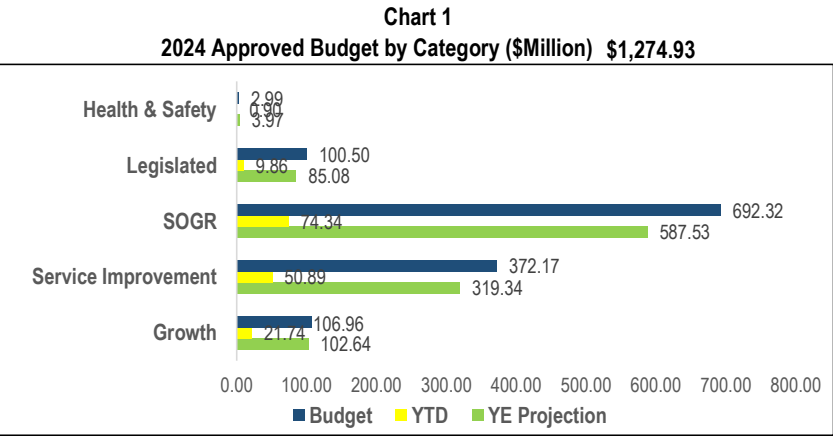 Chart 1
2024 Approved Budget by Category ($Million) $1,274.93
Health & Safety
2.99
0.90
3.97
Legislated
100.50
9.86
85.08
SOGR
692.32
74.34
587.53
Service Improvement
372.17
50.89
319.34
Growth
106.96
21.74
102.64
0.00 100.00 200.00 300.00 400.00 500.00 600.00 700.00 800.00
Budget YTD YE Projection